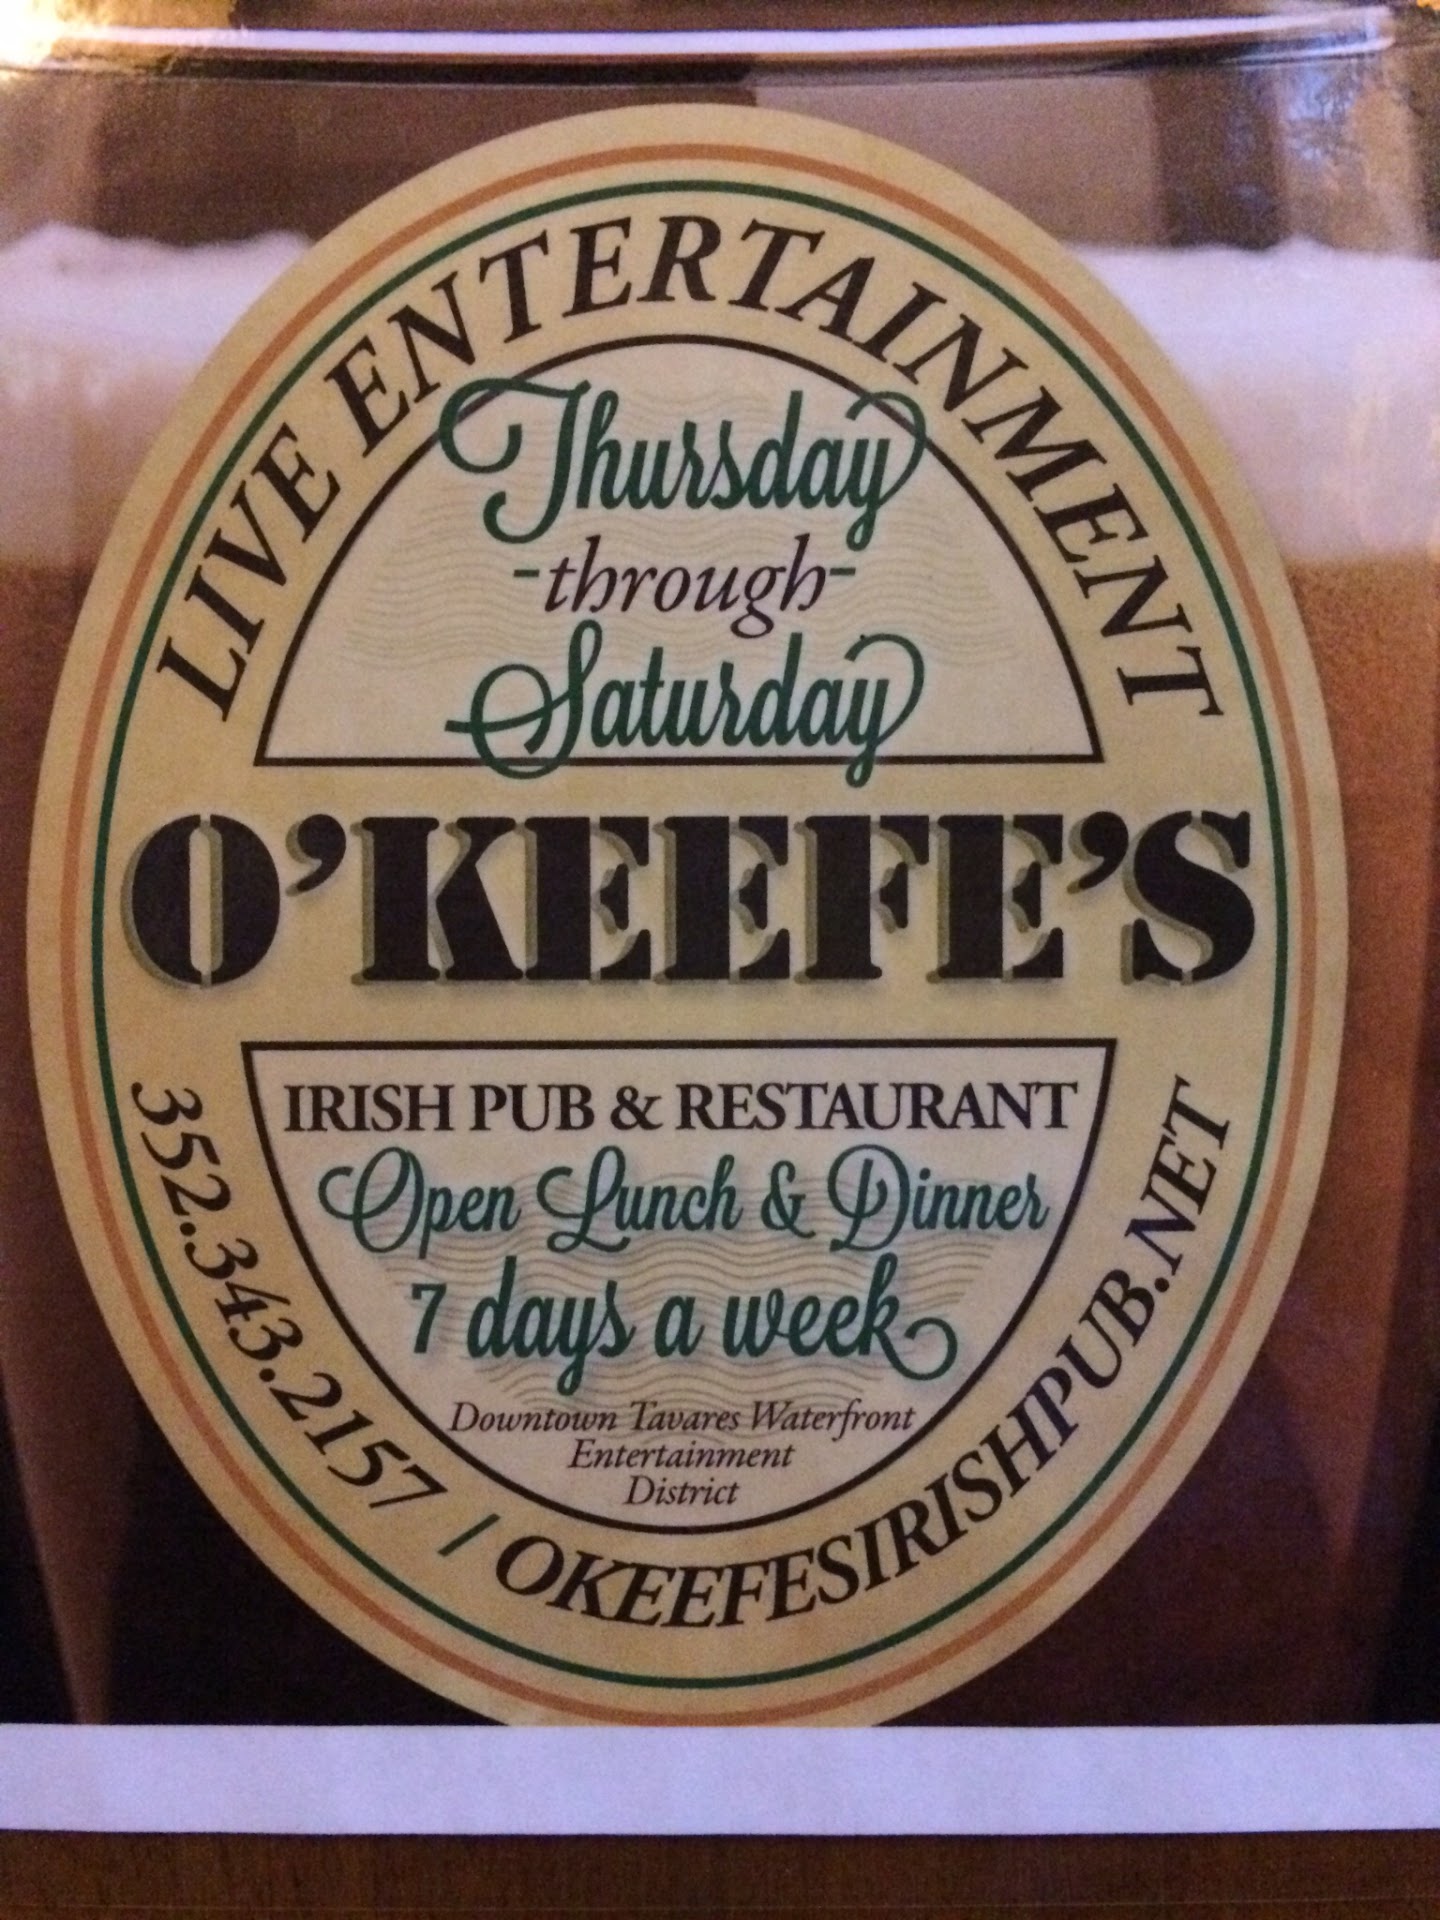 LIVE ENTERTAINMENT
Thursday
-through-
Saturday
O'KEEFE'S
IRISH PUB & RESTAURANT
Open Lunch & Dinner
7 days a week
Downtown Tavares Waterfront
Entertainment
District
352.343.2157 | OKEEFESIRISHPUB.NET